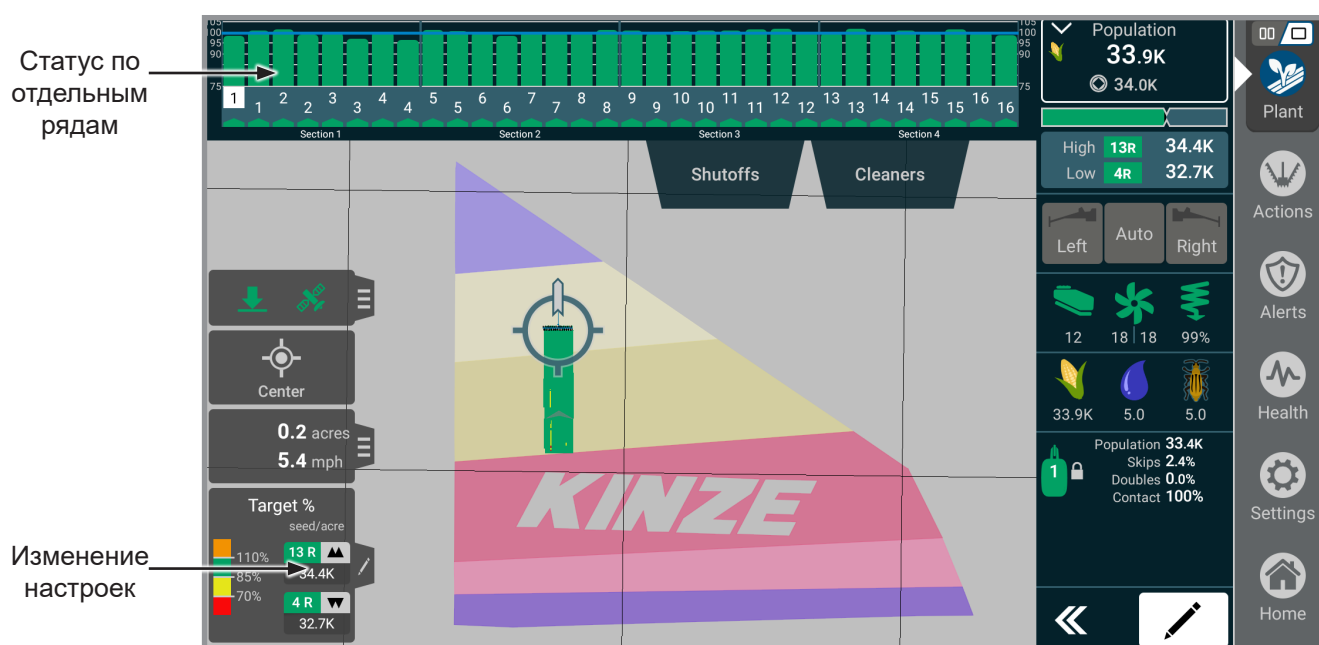 Статус по
отдельным
рядам
Изменение
настроек
105
100
95
90
75
105
100
95
90
75
1 1 2 2 3 3 4 4 5 5 6 6 7 7 8 8 9 9 10 10 11 11 12 12 13 13 14 14 15 15 16 16
Section 1 Section 2 Section 3 Section 4
Shutoffs Cleaners
Center
0.2 acres
5.4 mph
Target %
seed/acre
110%
85%
70%
13 R
34.4K
4 R
32.7K
KINZE
Population
33.9K
34.0K
High 13R 34.4K
Low 4R 32.7K
Left Auto Right
12 18 | 18 99%
33.9K 5.0 5.0
1
Population 33.4K
Skips 2.4%
Doubles 0.0%
Contact 100%
Plant
Actions
Alerts
Health
Settings
Home